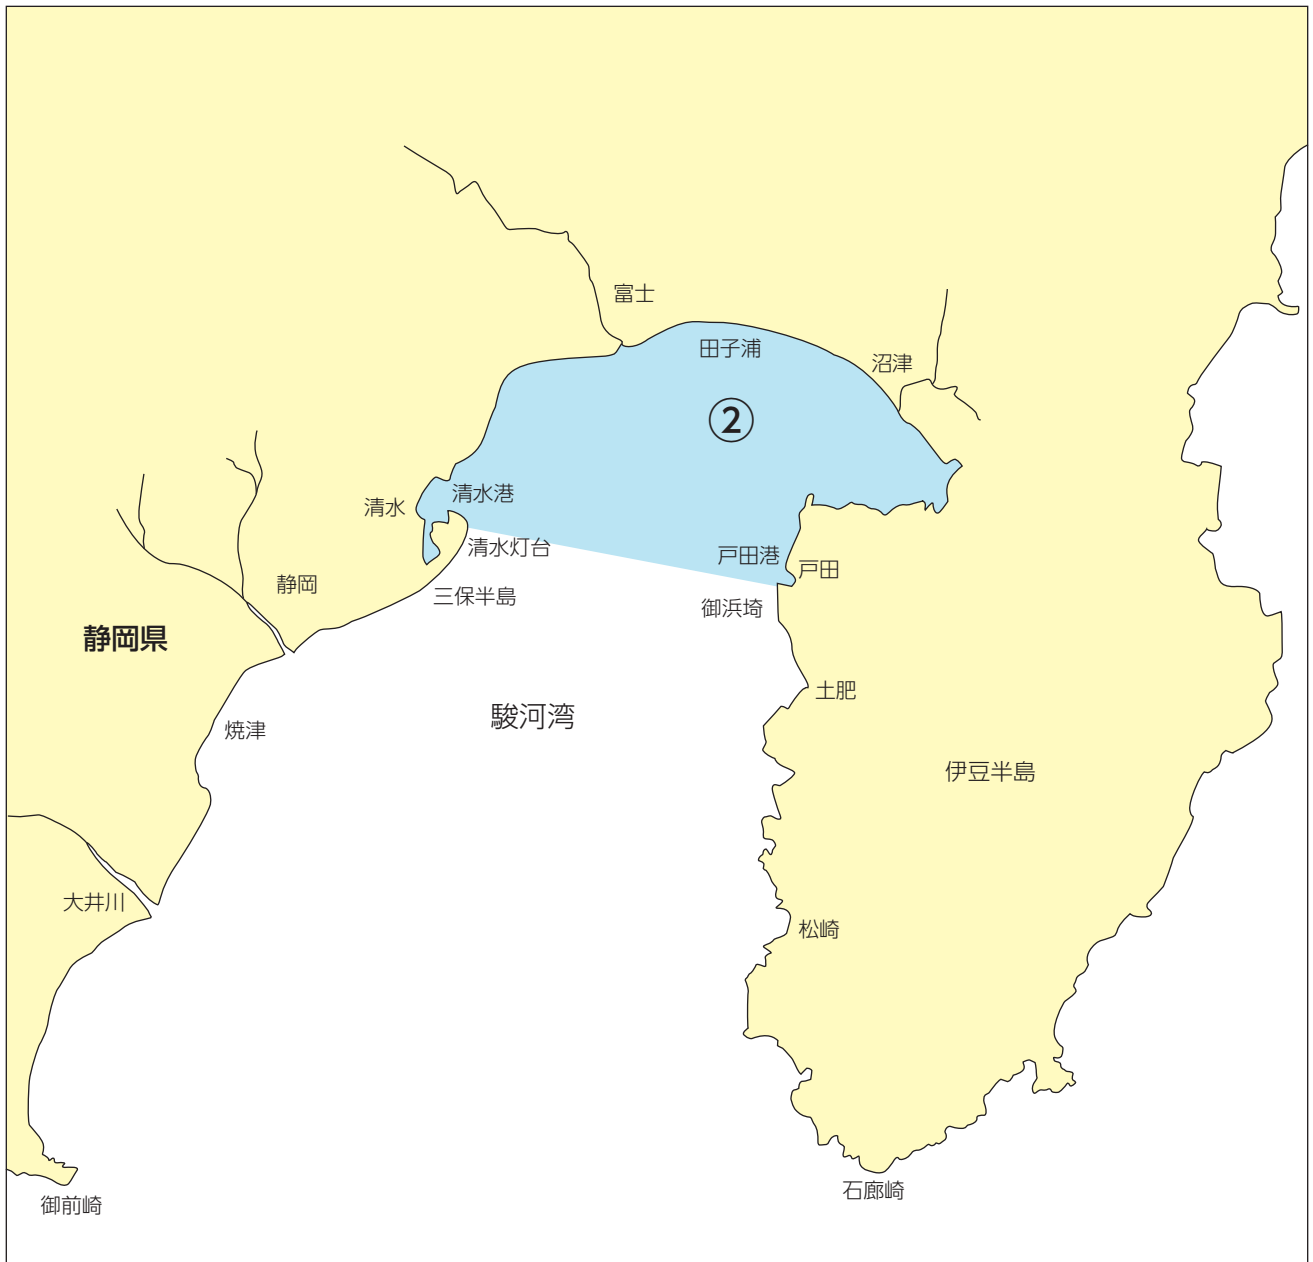 富士
田子浦
沼津
②
清水港
清水
清水灯台
戸田港
戸田
静岡
三保半島
御浜埼
静岡県
土肥
駿河湾
焼津
伊豆半島
大井川
松崎
石廊崎
御前崎